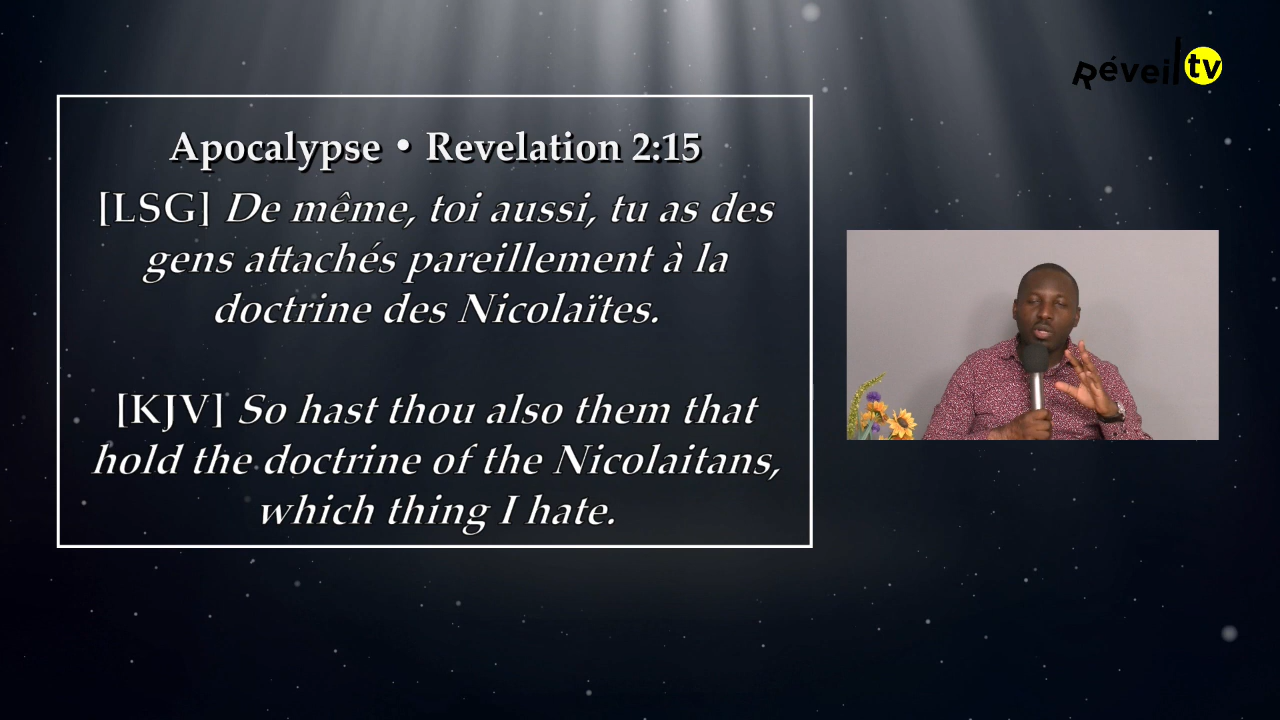 Réveil tv
Apocalypse • Revelation 2:15
[LSG] De même, toi aussi, tu as des
gens attachés pareillement à la
doctrine des Nicolaïtes.
[KJV] So hast thou also them that
hold the doctrine of the Nicolaitans,
which thing I hate.